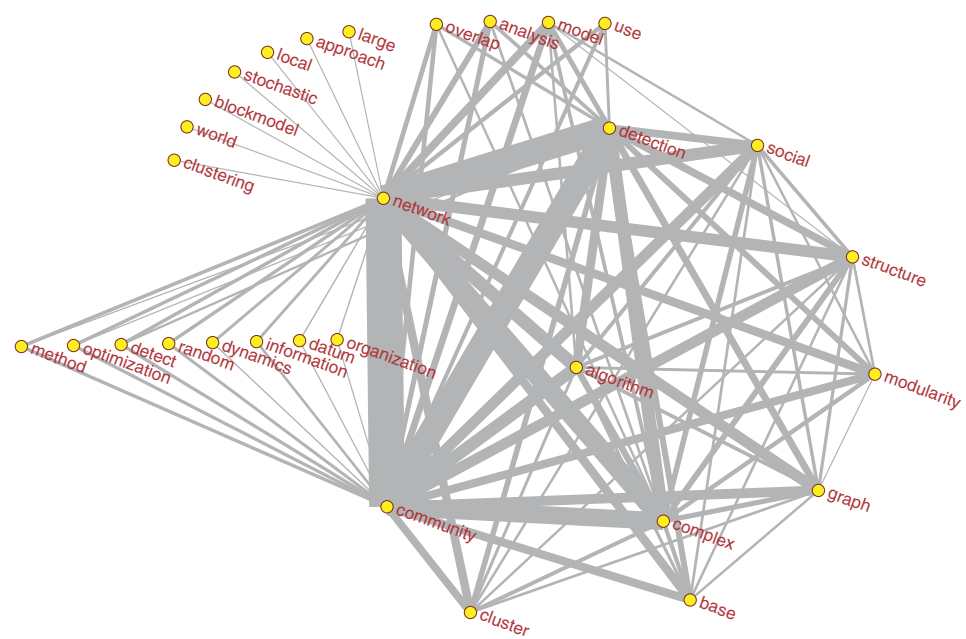 large
approach
local
stochastic
blockmodel
world
clustering
overlap
analysis
model
use
detection
social
network
structure
method
optimization
detect
random
dynamics
information
datum
organization
algorithm
modularity
graph
community
complex
cluster
base